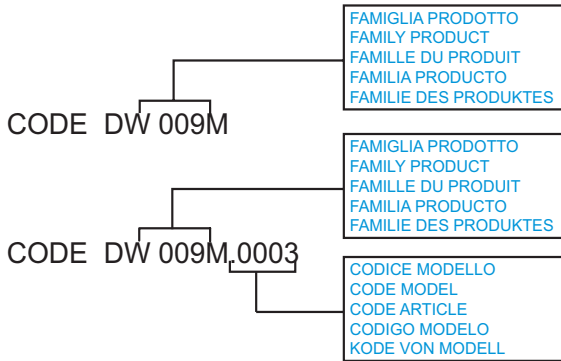 FAMIGLIA PRODOTTO
FAMILY PRODUCT
FAMILLE DU PRODUIT
FAMILIA PRODUCTO
FAMILIE DES PRODUKTES
CODE DW 009M
FAMIGLIA PRODOTTO
FAMILY PRODUCT
FAMILLE DU PRODUIT
FAMILIA PRODUCTO
FAMILIE DES PRODUKTES
CODE DW 009M.0003
CODICE MODELLO
CODE MODEL
CODE ARTICLE
CODIGO MODELO
KODE VON MODELL